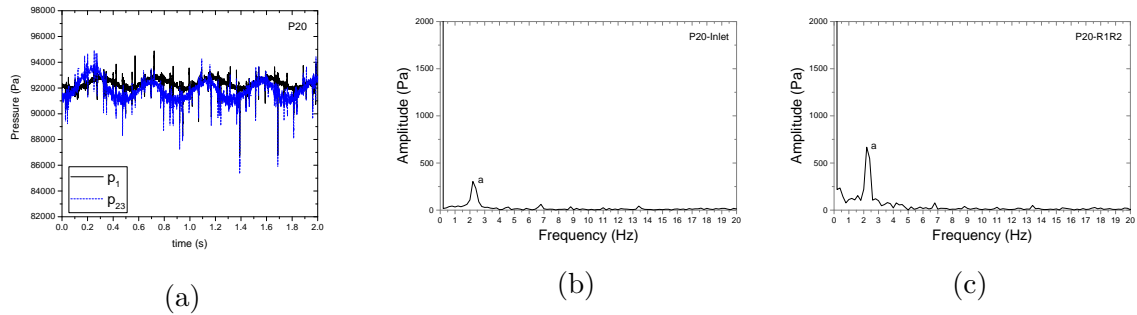 98000
96000
94000
92000
90000
88000
86000
84000
82000
Pressure (Pa)
P20
p1
p23
0.0 0.2 0.4 0.6 0.8 1.0 1.2 1.4 1.6 1.8 2.0
time (s)
(a)
2000
1500
1000
500
0
Amplitude (Pa)
P20-Inlet
a
0 1 2 3 4 5 6 7 8 9 10 11 12 13 14 15 16 17 18 19 20
Frequency (Hz)
(b)
2000
1500
1000
500
0
Amplitude (Pa)
P20-R1R2
a
0 1 2 3 4 5 6 7 8 9 10 11 12 13 14 15 16 17 18 19 20
Frequency (Hz)
(c)